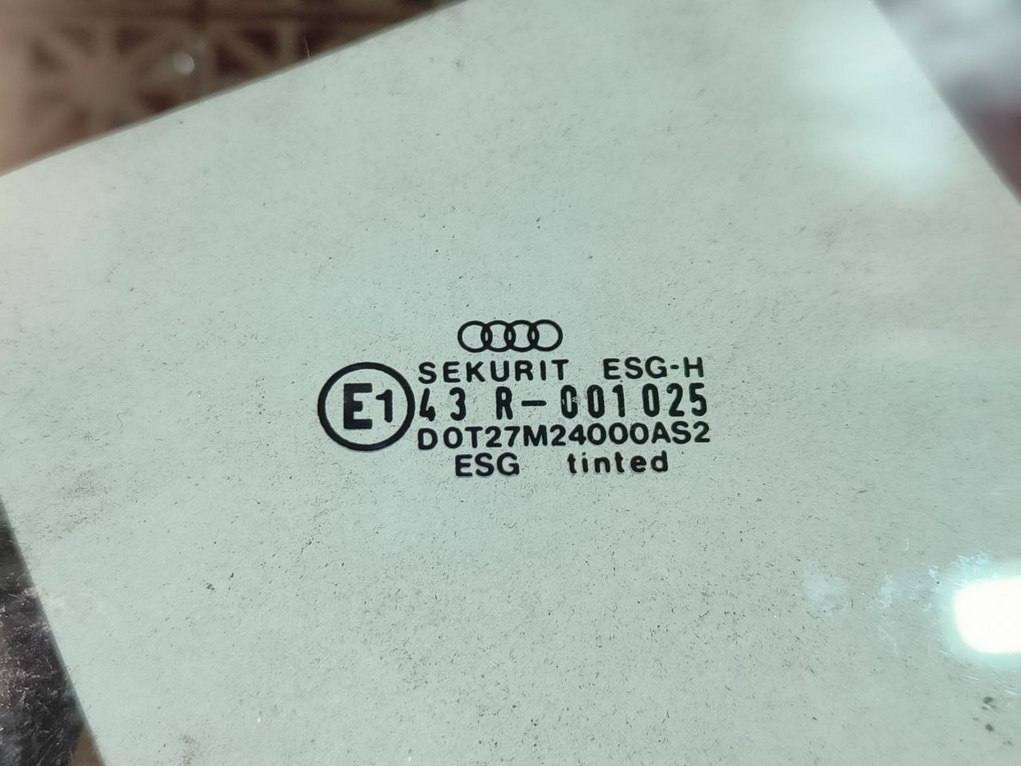 SEKURIT ESG-H
E1 43 R-001025
DOT27M24000AS2
ESG tinted